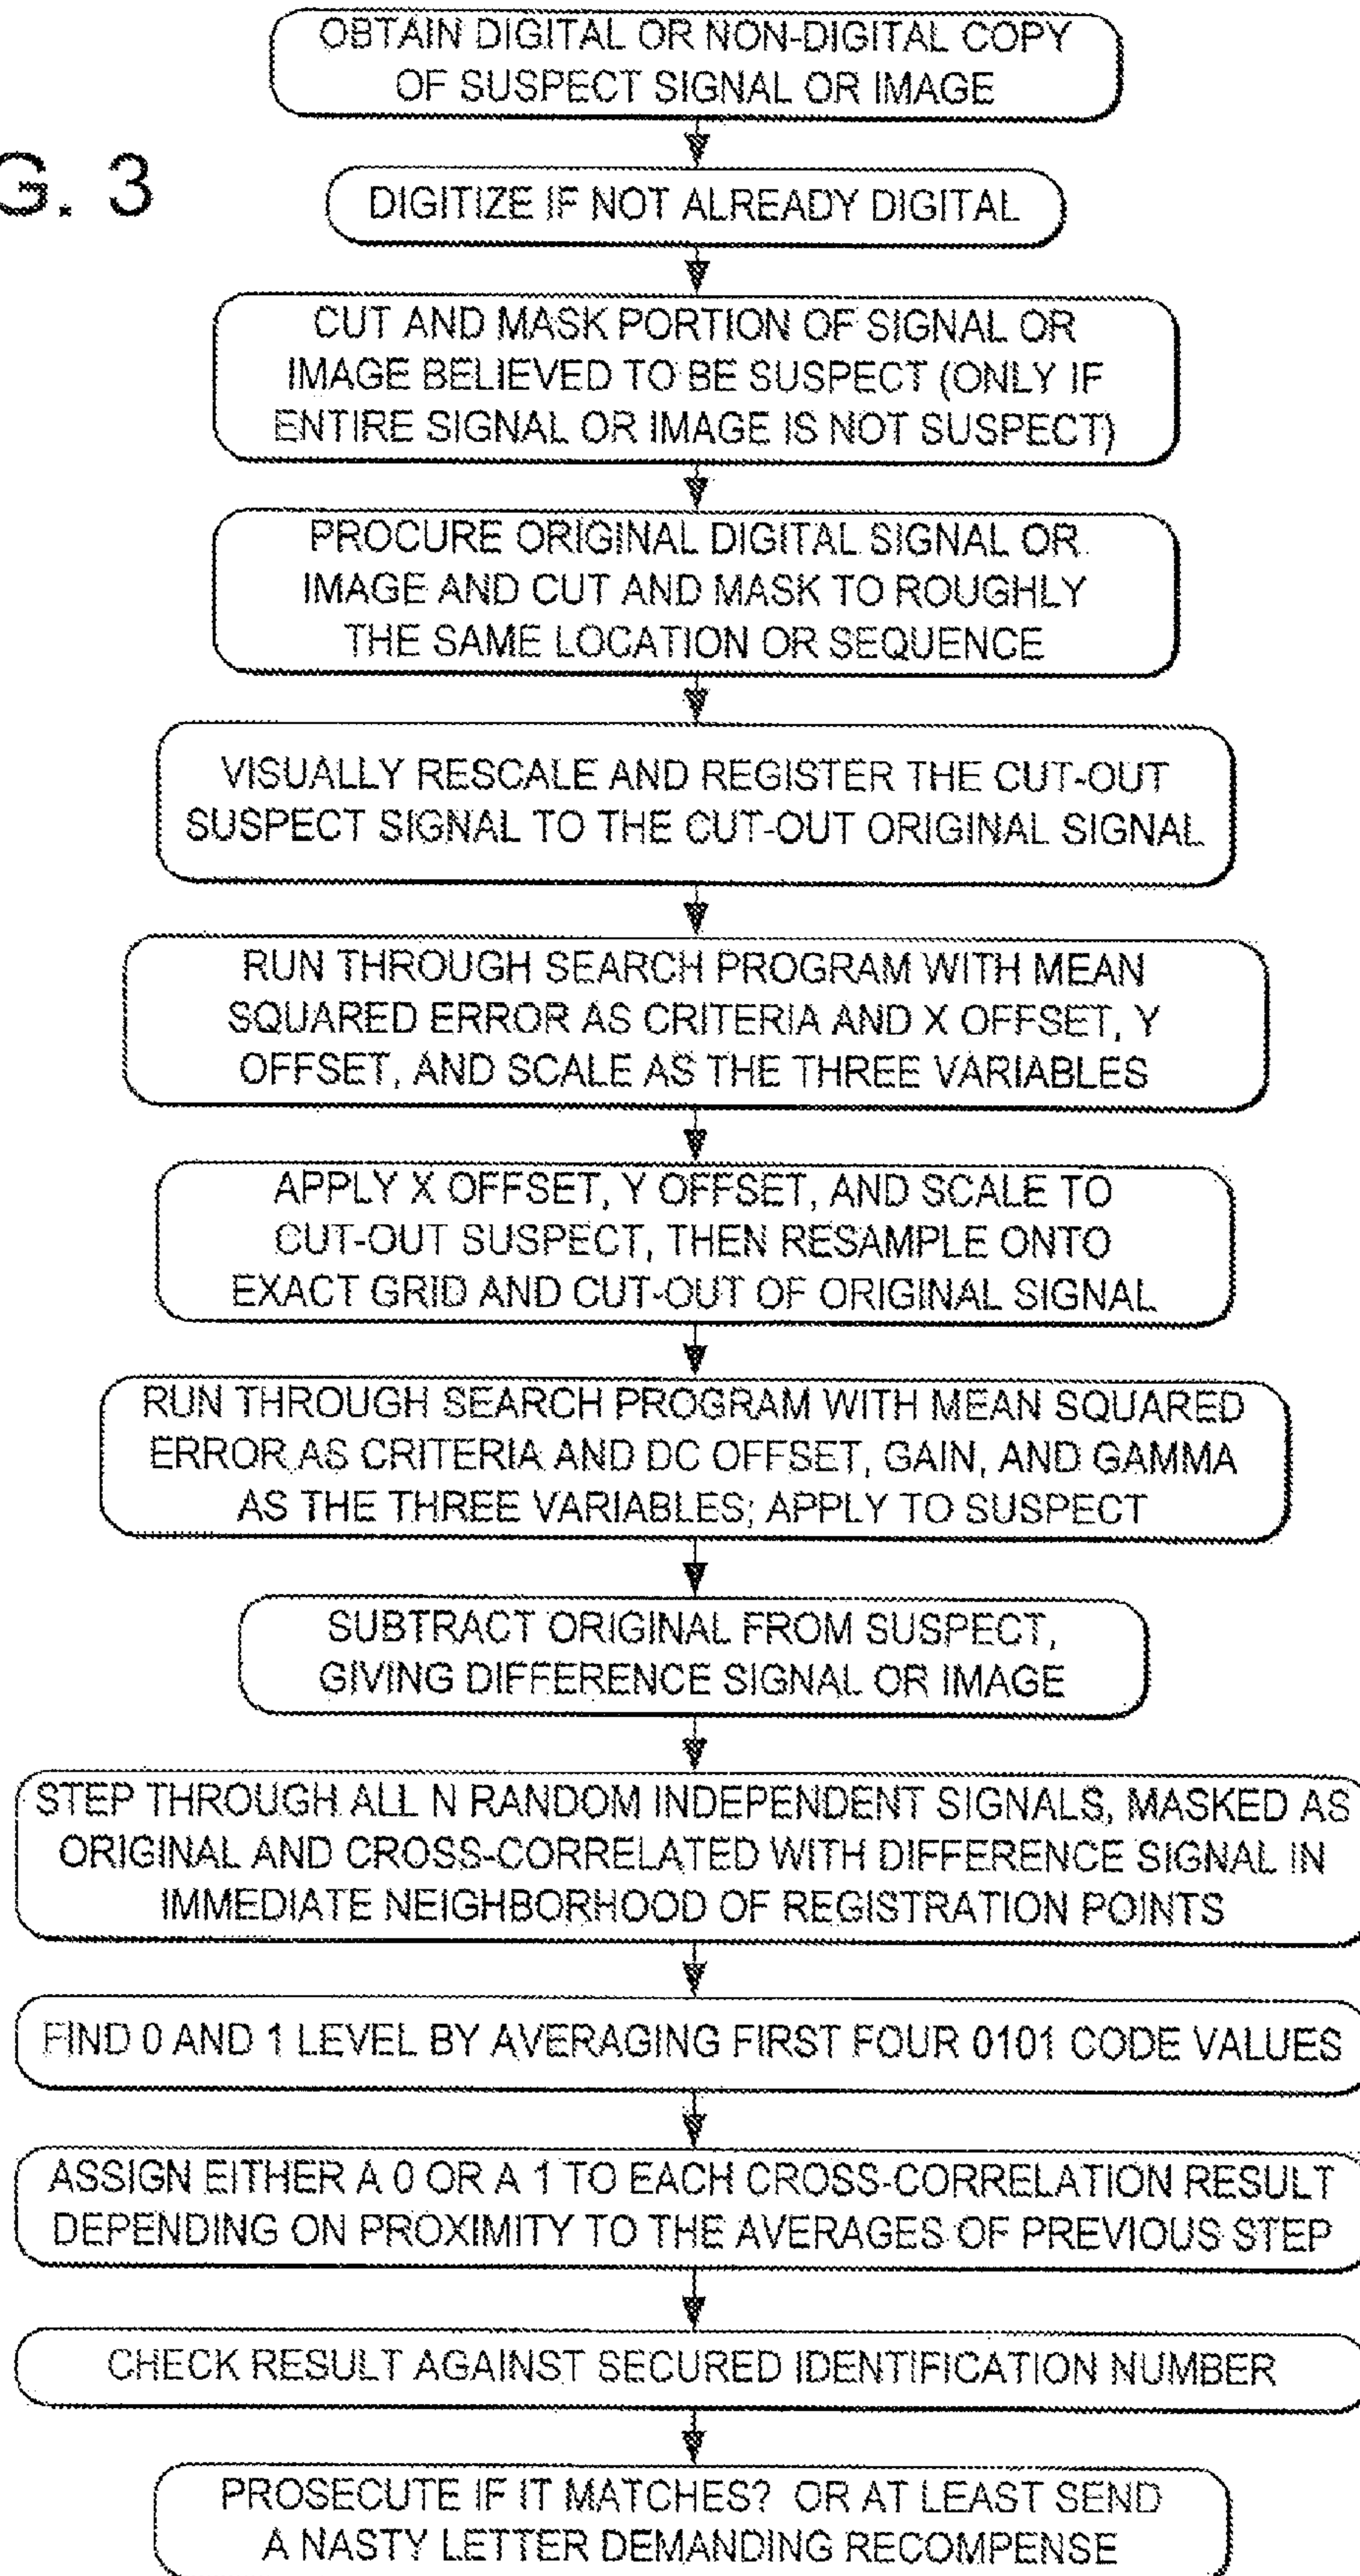 OBTAIN DIGITAL OR NON-DIGITAL COPY
OF SUSPECT SIGNAL OR IMAGE
G. 3
DIGITIZE IF NOT ALREADY DIGITAL
CUT AND MASK PORTION OF SIGNAL OR
IMAGE BELIEVED TO BE SUSPECT (ONLY IF
ENTIRE SIGNAL OR IMAGE IS NOT SUSPECT)
PROCURE ORIGINAL DIGITAL SIGNAL OR
IMAGE AND CUT AND MASK TO ROUGHLY
THE SAME LOCATION OR SEQUENCE
VISUALLY RESCALE AND REGISTER THE CUT-OUT
SUSPECT SIGNAL TO THE CUT-OUT ORIGINAL SIGNAL
RUN THROUGH SEARCH PROGRAM WITH MEAN
SQUARED ERROR AS CRITERIA AND X OFFSET, Y
OFFSET, AND SCALE AS THE THREE VARIABLES
APPLY X OFFSET, Y OFFSET, AND SCALE TO
CUT-OUT SUSPECT, THEN RESAMPLE ONTO
EXACT GRID AND CUT-OUT OF ORIGINAL SIGNAL
RUN THROUGH SEARCH PROGRAM WITH MEAN SQUARED
ERROR AS CRITERIA AND DC OFFSET, GAIN, AND GAMMA
AS THE THREE VARIABLES; APPLY TO SUSPECT
SUBTRACT ORIGINAL FROM SUSPECT,
GIVING DIFFERENCE SIGNAL OR IMAGE
STEP THROUGH ALL N RANDOM INDEPENDENT SIGNALS, MASKED AS
ORIGINAL AND CROSS-CORRELATED WITH DIFFERENCE SIGNAL IN
IMMEDIATE NEIGHBORHOOD OF REGISTRATION POINTS
FIND 0 AND 1 LEVEL BY AVERAGING FIRST FOUR 0101 CODE VALUES
ASSIGN EITHER A 0 OR A 1 TO EACH CROSS-CORRELATION RESULT
DEPENDING ON PROXIMITY TO THE AVERAGES OF PREVIOUS STEP
CHECK RESULT AGAINST SECURED IDENTIFICATION NUMBER
PROSECUTE IF IT MATCHES? OR AT LEAST SEND
A NASTY LETTER DEMANDING RECOMPENSE